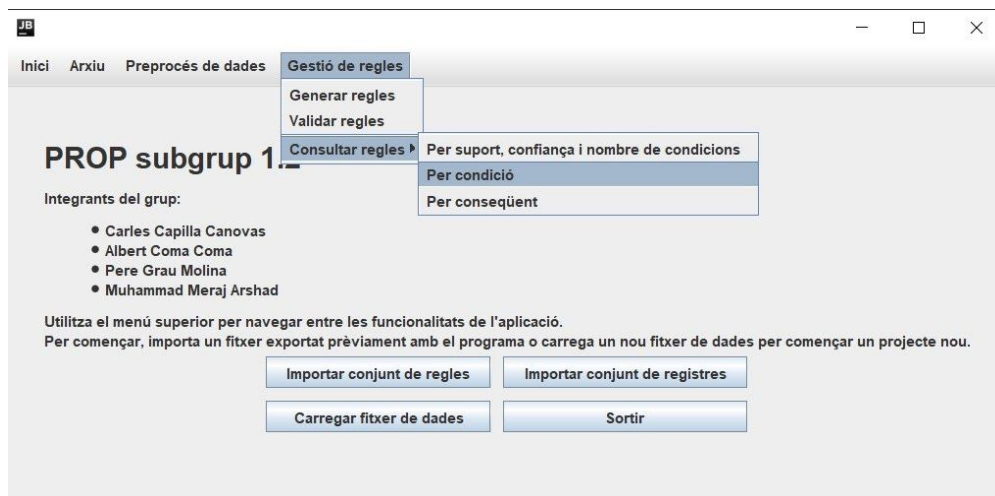 JB
Inici Arxiu Preprocés de dades Gestió de regles
Generar regles
Validar regles
Consultar regles
Per suport, confiança i nombre de condicions
Per condició
Per conseqüent
PROP subgrup 1.2
Integrants del grup:
Carles Capilla Canovas
Albert Coma Coma
Pere Grau Molina
Muhammad Meraj Arshad
Utilitza el menú superior per navegar entre les funcionalitats de l'aplicació.
Per començar, importa un fitxer exportat prèviament amb el programa o carrega un nou fitxer de dades per començar un projecte nou.
Importar conjunt de regles Importar conjunt de registres
Carregar fitxer de dades Sortir